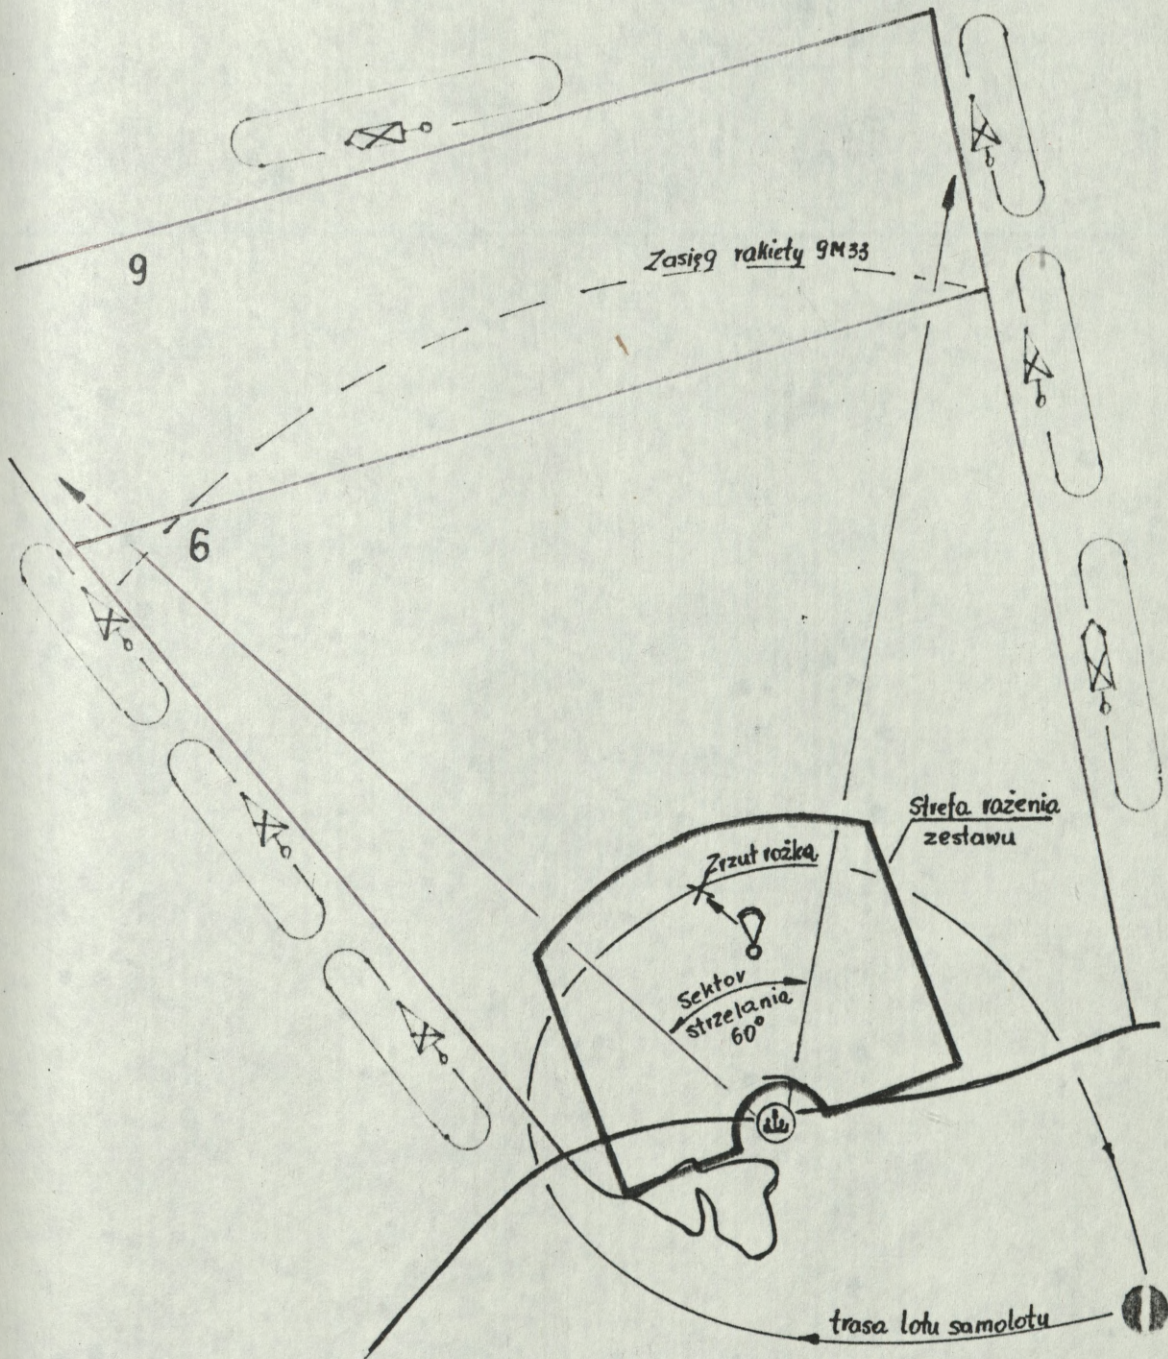 9
Zasięg rakiety 9M33
6
Strefa rażenia
zestawu
Zrzut rożka
Sektor
strzelania
60°
trasa lotu samolotu